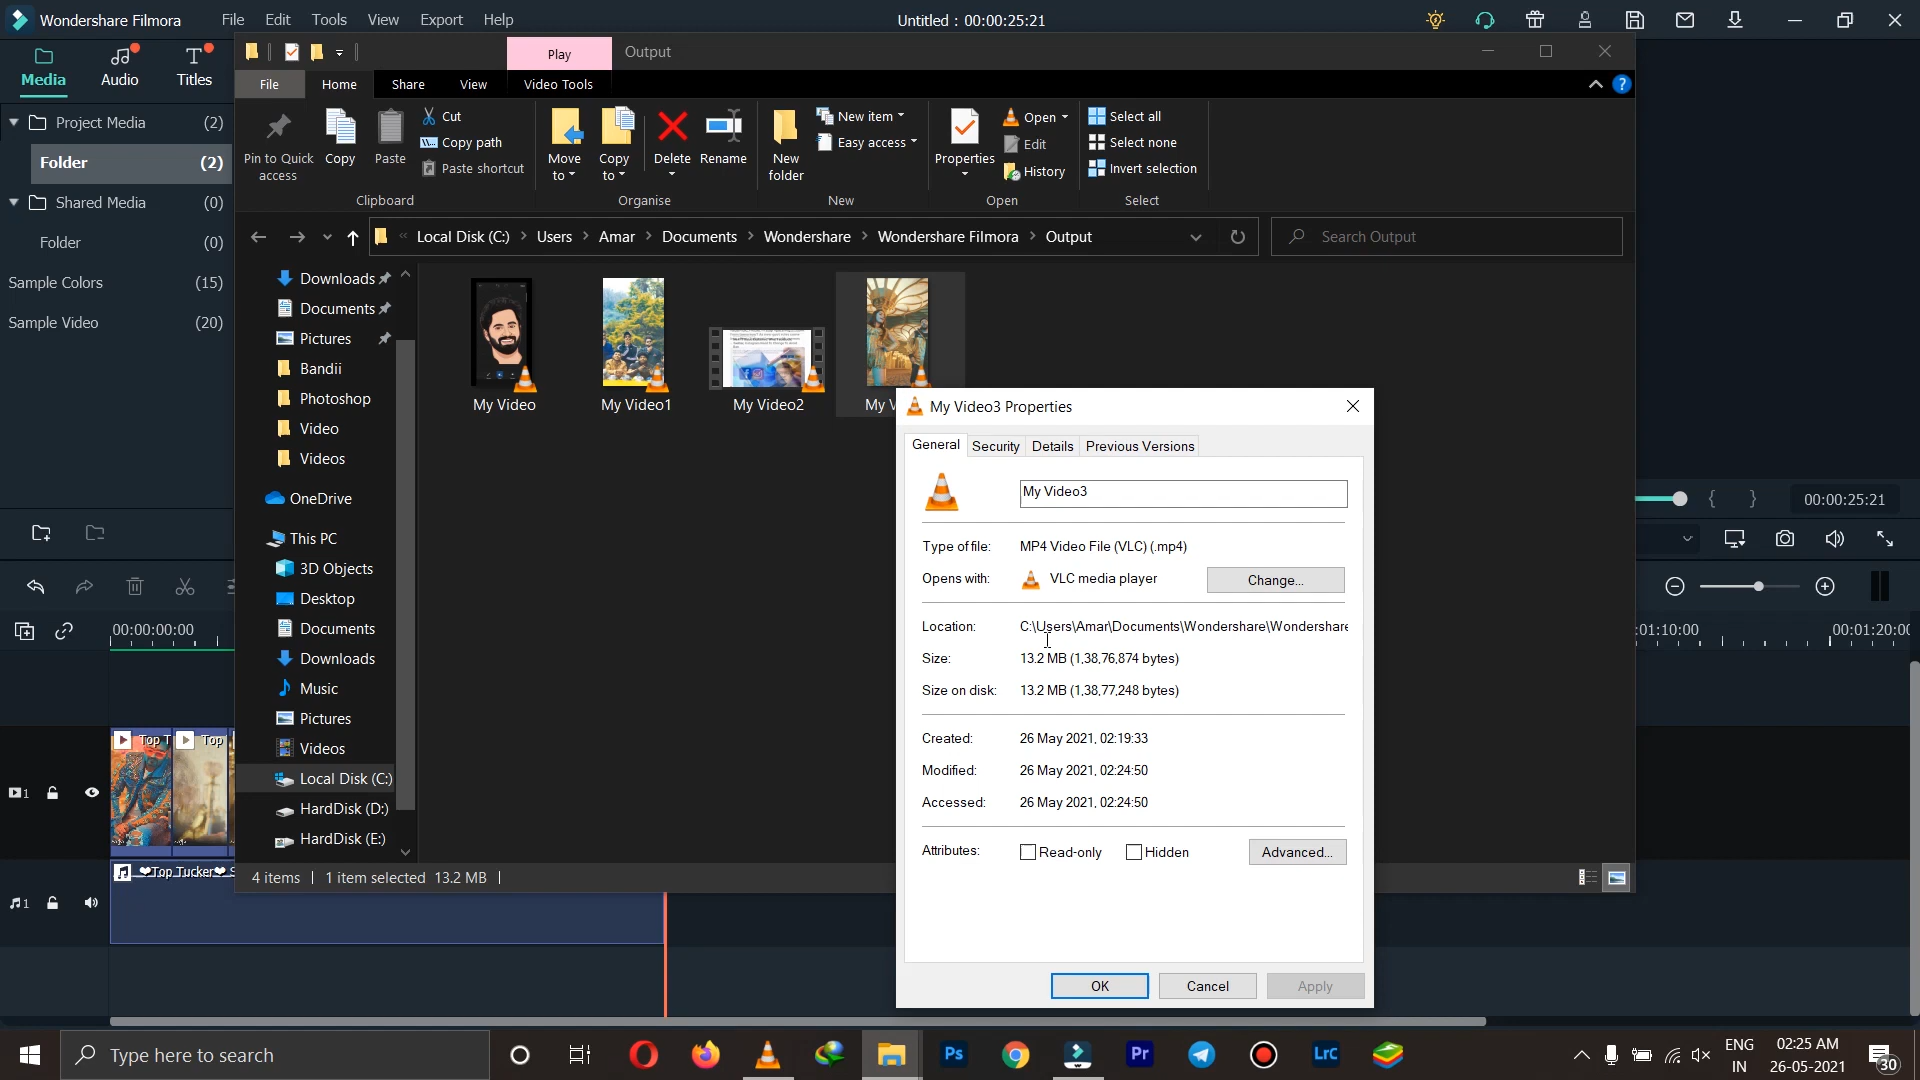 Wondershare Filmora File Edit Tools View Export Help Untitled : 00:00:25:21
Media Audio Titles
Project Media (2)
Folder (2)
Shared Media (0)
Folder (0)
Sample Colors (15)
Sample Video (20)
Play Output
File Home Share View Video Tools
Pin to Quick access
Copy
Paste
Cut
Copy path
Paste shortcut
Clipboard
Move to
Copy to
Delete
Rename
Organise
New folder
New item
Easy access
New
Properties
Open
Edit
History
Open
Select all
Select none
Invert selection
Select
« Local Disk (C:) > Users > Amar > Documents > Wondershare > Wondershare Filmora > Output
Search Output
Downloads
Documents
Pictures
Bandii
Photoshop
Video
Videos
OneDrive
This PC
3D Objects
Desktop
Documents
Downloads
Music
Pictures
Videos
Local Disk (C:)
HardDisk (D:)
HardDisk (E:)
My Video
My Video1
My Video2
My V
4 items 1 item selected 13.2 MB
My Video3 Properties
General Security Details Previous Versions
My Video3
Type of file: MP4 Video File (VLC) (.mp4)
Opens with: VLC media player Change...
Location: C:\Users\Amar\Documents\Wondershare\Wondershare
Size: 13.2 MB (1,38,76,874 bytes)
Size on disk: 13.2 MB (1,38,77,248 bytes)
Created: 26 May 2021, 02:19:33
Modified: 26 May 2021, 02:24:50
Accessed: 26 May 2021, 02:24:50
Attributes: Read-only Hidden Advanced...
OK Cancel Apply
{ } 00:00:25:21
00:00:00:00 :01:10:00 00:01:20:00
Top T Top
1
❤Top Tucker❤ S
1
Type here to search
Ps Pr LrC
ENG
IN
02:25 AM
26-05-2021
30